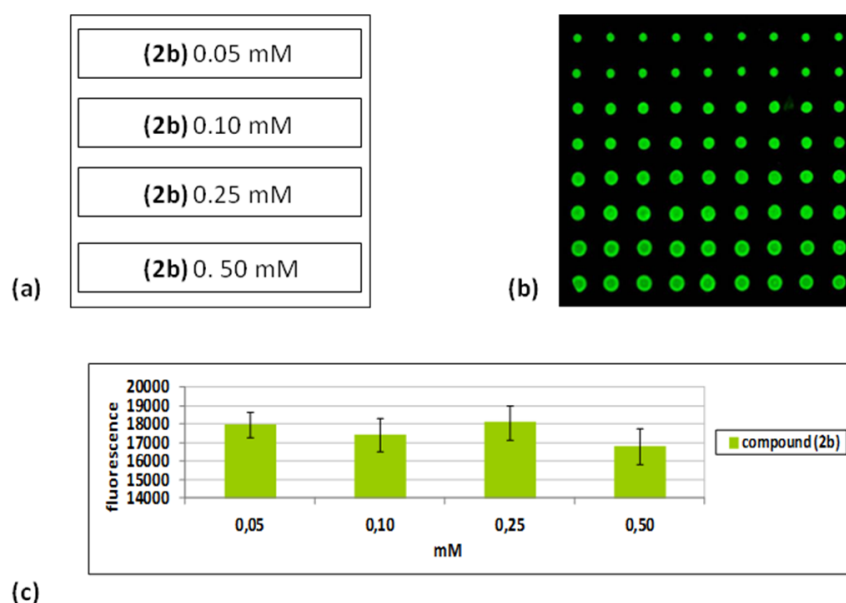 (2b) 0.05 mM
(2b) 0.10 mM
(2b) 0.25 mM
(2b) 0. 50 mM
(a)
(b)
20000
19000
18000
17000
16000
15000
14000
fluorescence
0,05 0,10 0,25 0,50
mM
compound (2b)
(c)